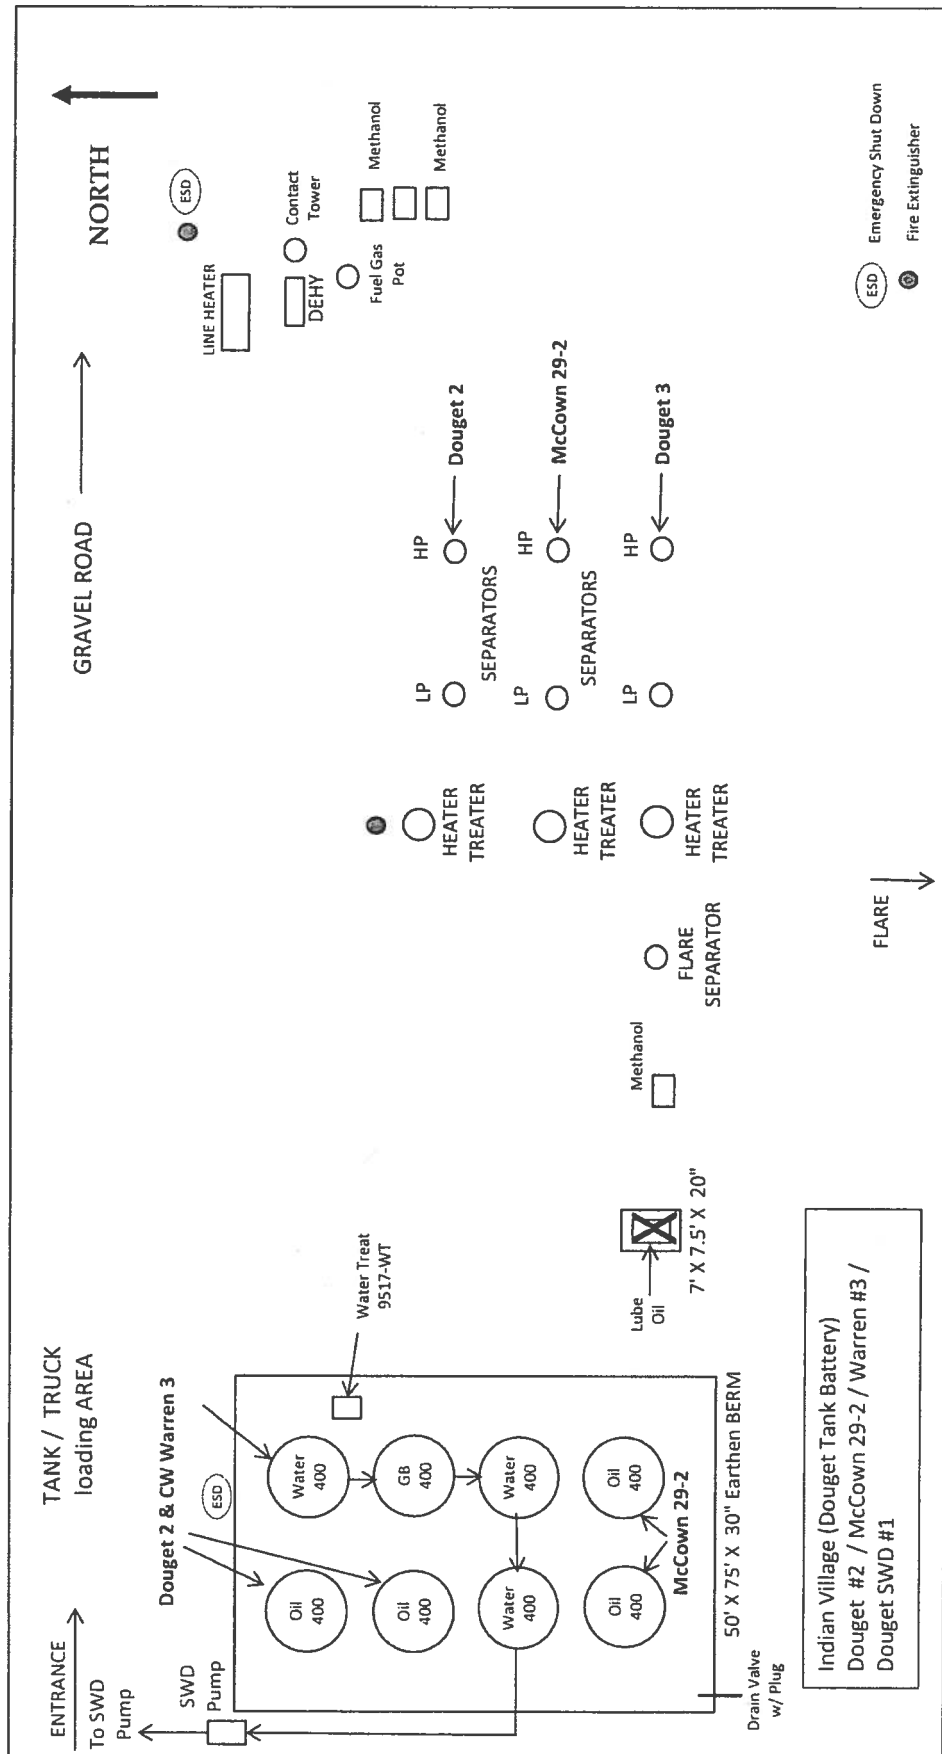 ENTRANCE
To SWD
Pump
TANK / TRUCK
loading AREA
GRAVEL ROAD
NORTH
SWD
Pump
Douget 2 & CW Warren 3
ESD
LINE HEATER
ESD
Oil
400
Water
400
Water Treat
9517-WT
DEHY
Contact
Tower
Oil
400
GB
400
Fuel Gas
Pot
Methanol
Methanol
Water
400
Water
400
HEATER
TREATER
LP
SEPARATORS
HP
Douget 2
Oil
400
Oil
400
McCown 29-2
HEATER
TREATER
LP
SEPARATORS
HP
McCown 29-2
Lube
Oil
7' X 7.5' X 20"
Methanol
FLARE
SEPARATOR
HEATER
TREATER
LP
HP
Douget 3
50' X 75' X 30" Earthen BERM
Drain Valve
w/ Plug
Indian Village (Douget Tank Battery)
Douget #2 / McCown 29-2 / Warren #3 /
Douget SWD #1
FLARE
ESD
Emergency Shut Down
Fire Extinguisher